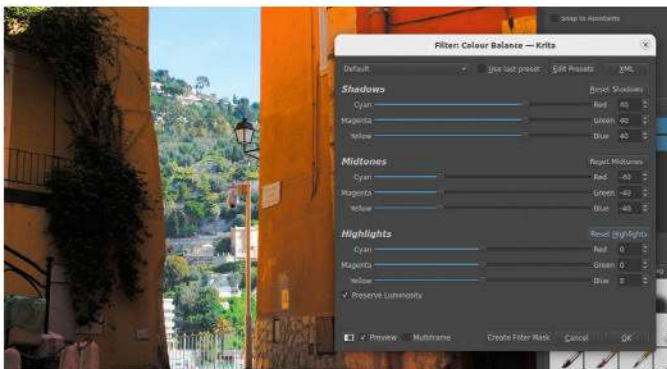 Snap to Assistants
Filter: Colour Balance — Krita
Default
Use last preset
Edit Presets
XML
Shadows
Reset Shadows
Cyan Red 40
Magenta Green 40
Yellow Blue 40
Midtones
Reset Midtones
Cyan Red -40
Magenta Green -40
Yellow Blue -40
Highlights
Reset Highlights
Cyan Red 0
Magenta Green 0
Yellow Blue 0
Preserve Luminosity
Preview
Multiframe
Create Filter Mask
Cancel
OK